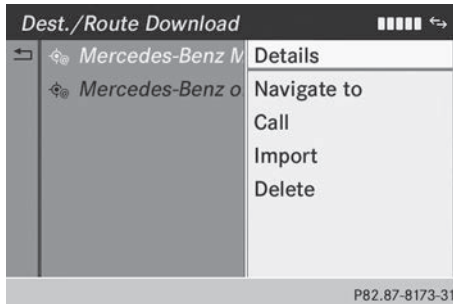 Dest./Route Download
Mercedes-Benz M
Mercedes-Benz o
Details
Navigate to
Call
Import
Delete
P82.87-8173-31